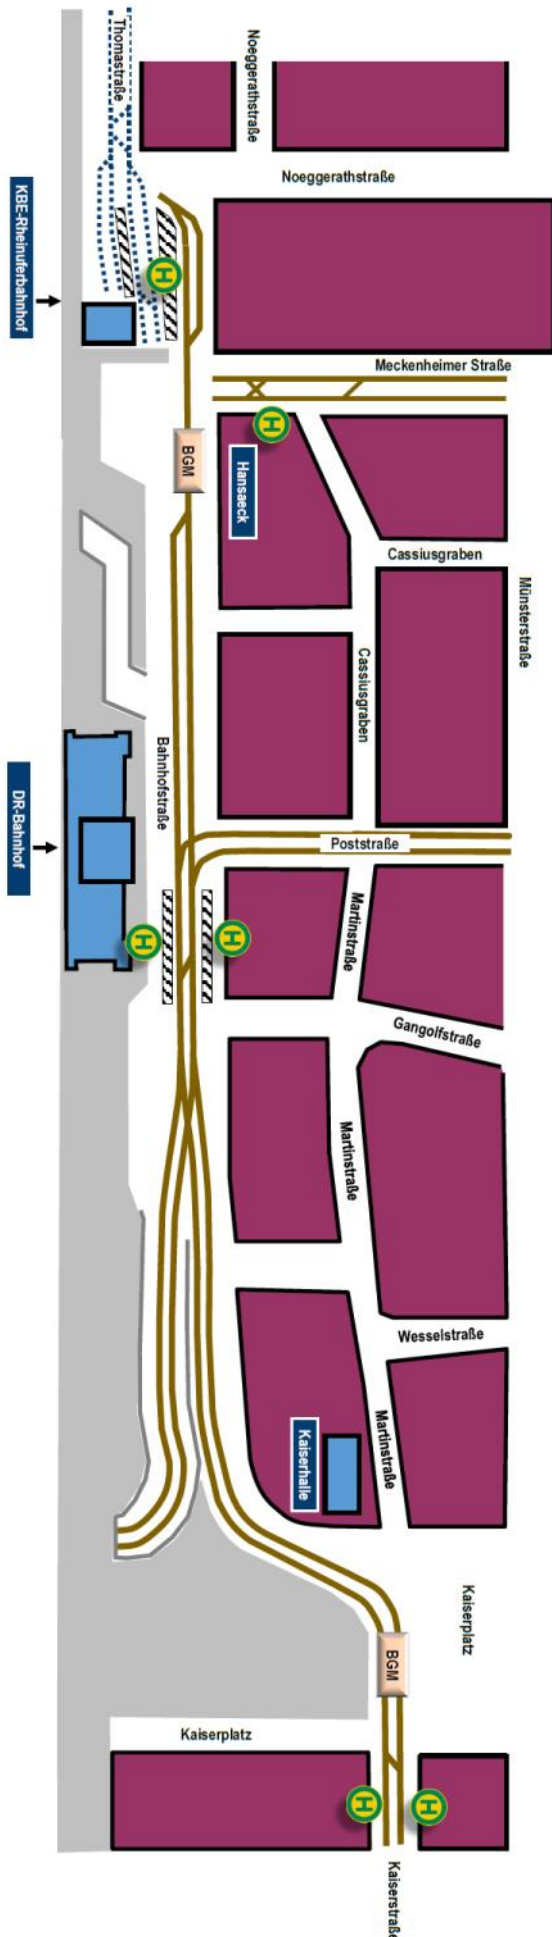 Thomastraße
Noeggerathstraße
Noeggerathstraße
KBE-Rheinuferbahnhof
H
Meckenheimer Straße
H
BGM
Hansaeck
Cassiusgraben
Münsterstraße
Cassiusgraben
Bahnhofstraße
DR-Bahnhof
Poststraße
Martinstraße
H
H
Gangolfstraße
Martinstraße
Wesselstraße
Martinstraße
Kaiserhalle
Kaiserplatz
BGM
Kaiserplatz
H
H
Kaiserstraße